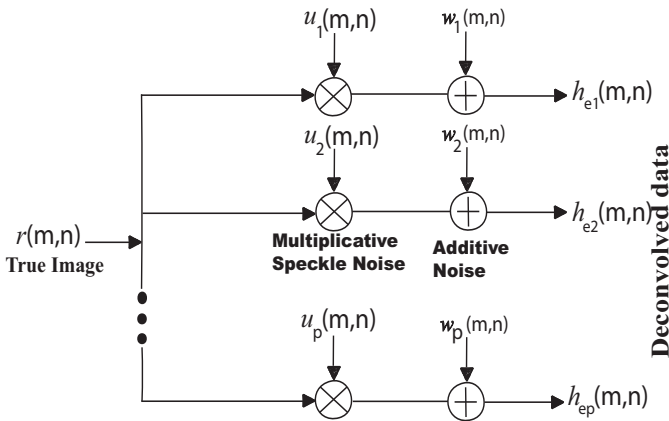 u1(m,n) w1(m,n)
he1(m,n)
u2(m,n) w2(m,n)
he2(m,n)
r(m,n)
True Image
Multiplicative
Speckle Noise
Additive
Noise
up(m,n) wp(m,n)
hep(m,n)
Deconvolved data